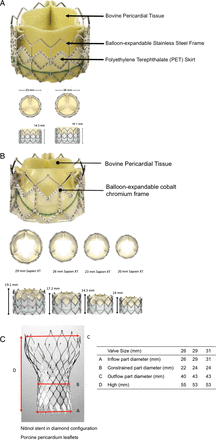 A
Bovine Pericardial Tissue
Balloon-expandable Stainless Steel Frame
Polyethylene Terephthalate (PET) Skirt
23 mm
26 mm
14.3 mm
16.1 mm
B
Bovine Pericardial Tissue
Balloon-expandable cobalt
chromium frame
29 mm Sapien XT
26 mm Sapien XT
23 mm Sapien XT
20 mm Sapien XT
19.1 mm
17.2 mm
14.3 mm
14 mm
C
C
D
B
A
Valve Size (mm) 26 29 31
A Inflow part diameter (mm) 26 29 31
B Constrained part diameter (mm) 22 24 24
C Outflow part diameter (mm) 40 43 43
D High (mm) 55 53 53
Nitinol stent in diamond configuration
Porcine pericardium leaflets